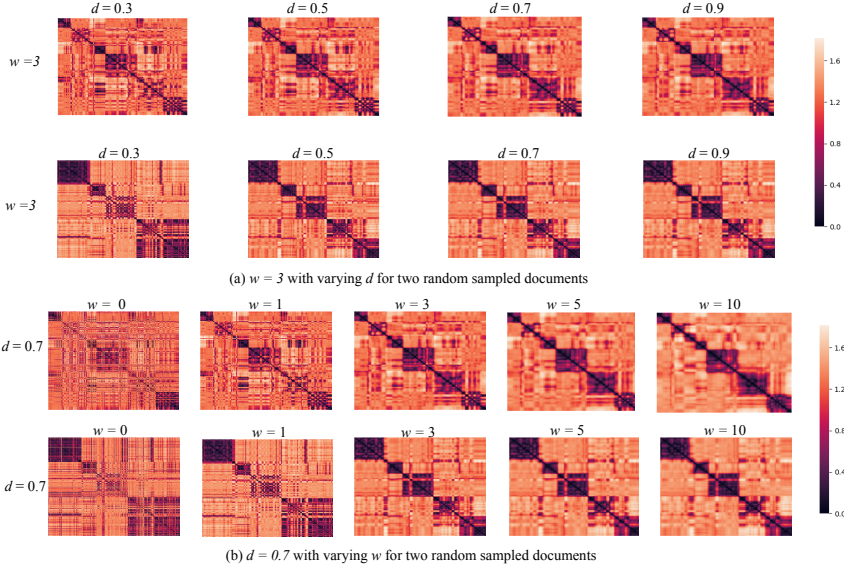 d = 0.3 d = 0.5 d = 0.7 d = 0.9
w =3
1.6
1.2
0.8
0.4
0.0
d = 0.3 d = 0.5 d = 0.7 d = 0.9
w =3
(a) w = 3 with varying d for two random sampled documents
w = 0 w = 1 w = 3 w = 5 w = 10
d = 0.7
1.6
1.2
0.8
0.4
0.0
w = 0 w = 1 w = 3 w = 5 w = 10
d = 0.7
(b) d = 0.7 with varying w for two random sampled documents